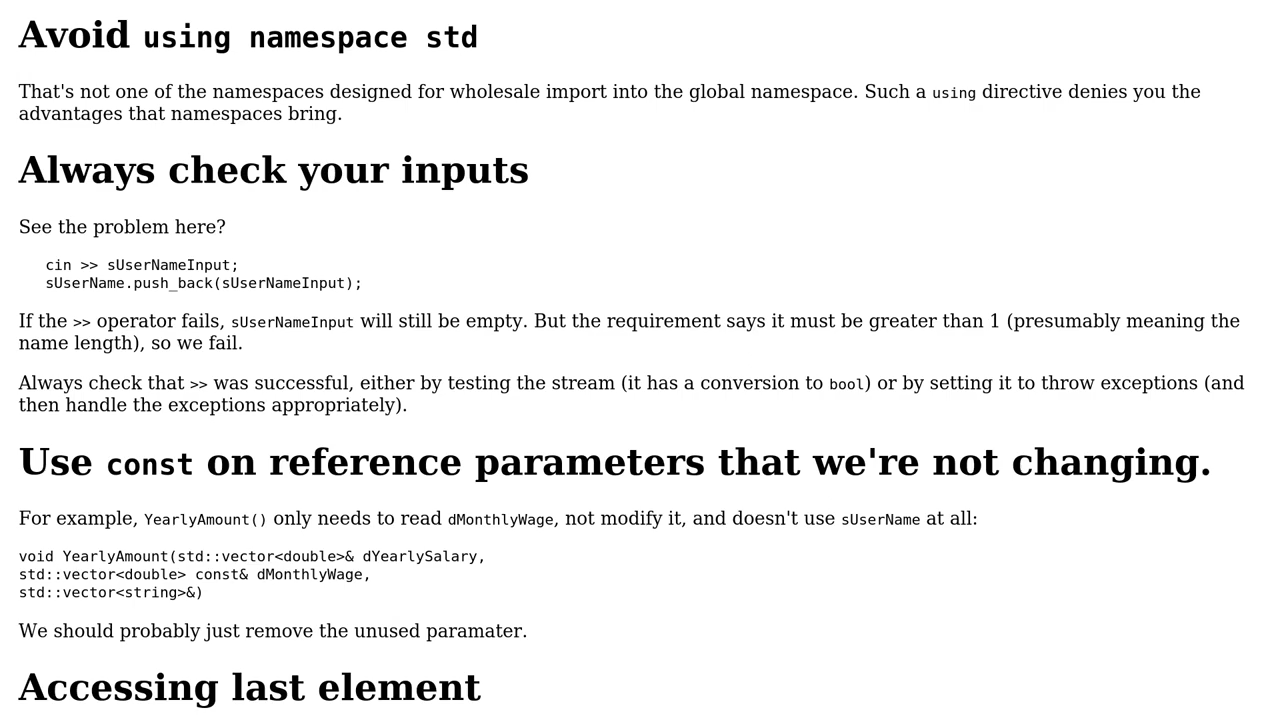 Avoid using namespace std
That's not one of the namespaces designed for wholesale import into the global namespace. Such a using directive denies you the
advantages that namespaces bring.
Always check your inputs
See the problem here?
cin >> sUserNameInput;
sUserName.push_back(sUserNameInput);
If the >> operator fails, sUserNameInput will still be empty. But the requirement says it must be greater than 1 (presumably meaning the
name length), so we fail.
Always check that >> was successful, either by testing the stream (it has a conversion to bool) or by setting it to throw exceptions (and
then handle the exceptions appropriately).
Use const on reference parameters that we're not changing.
For example, YearlyAmount() only needs to read dMonthlyWage, not modify it, and doesn't use sUserName at all:
void YearlyAmount(std::vector<double>& dYearlySalary,
std::vector<double> const& dMonthlyWage,
std::vector<string>&)
We should probably just remove the unused paramater.
Accessing last element